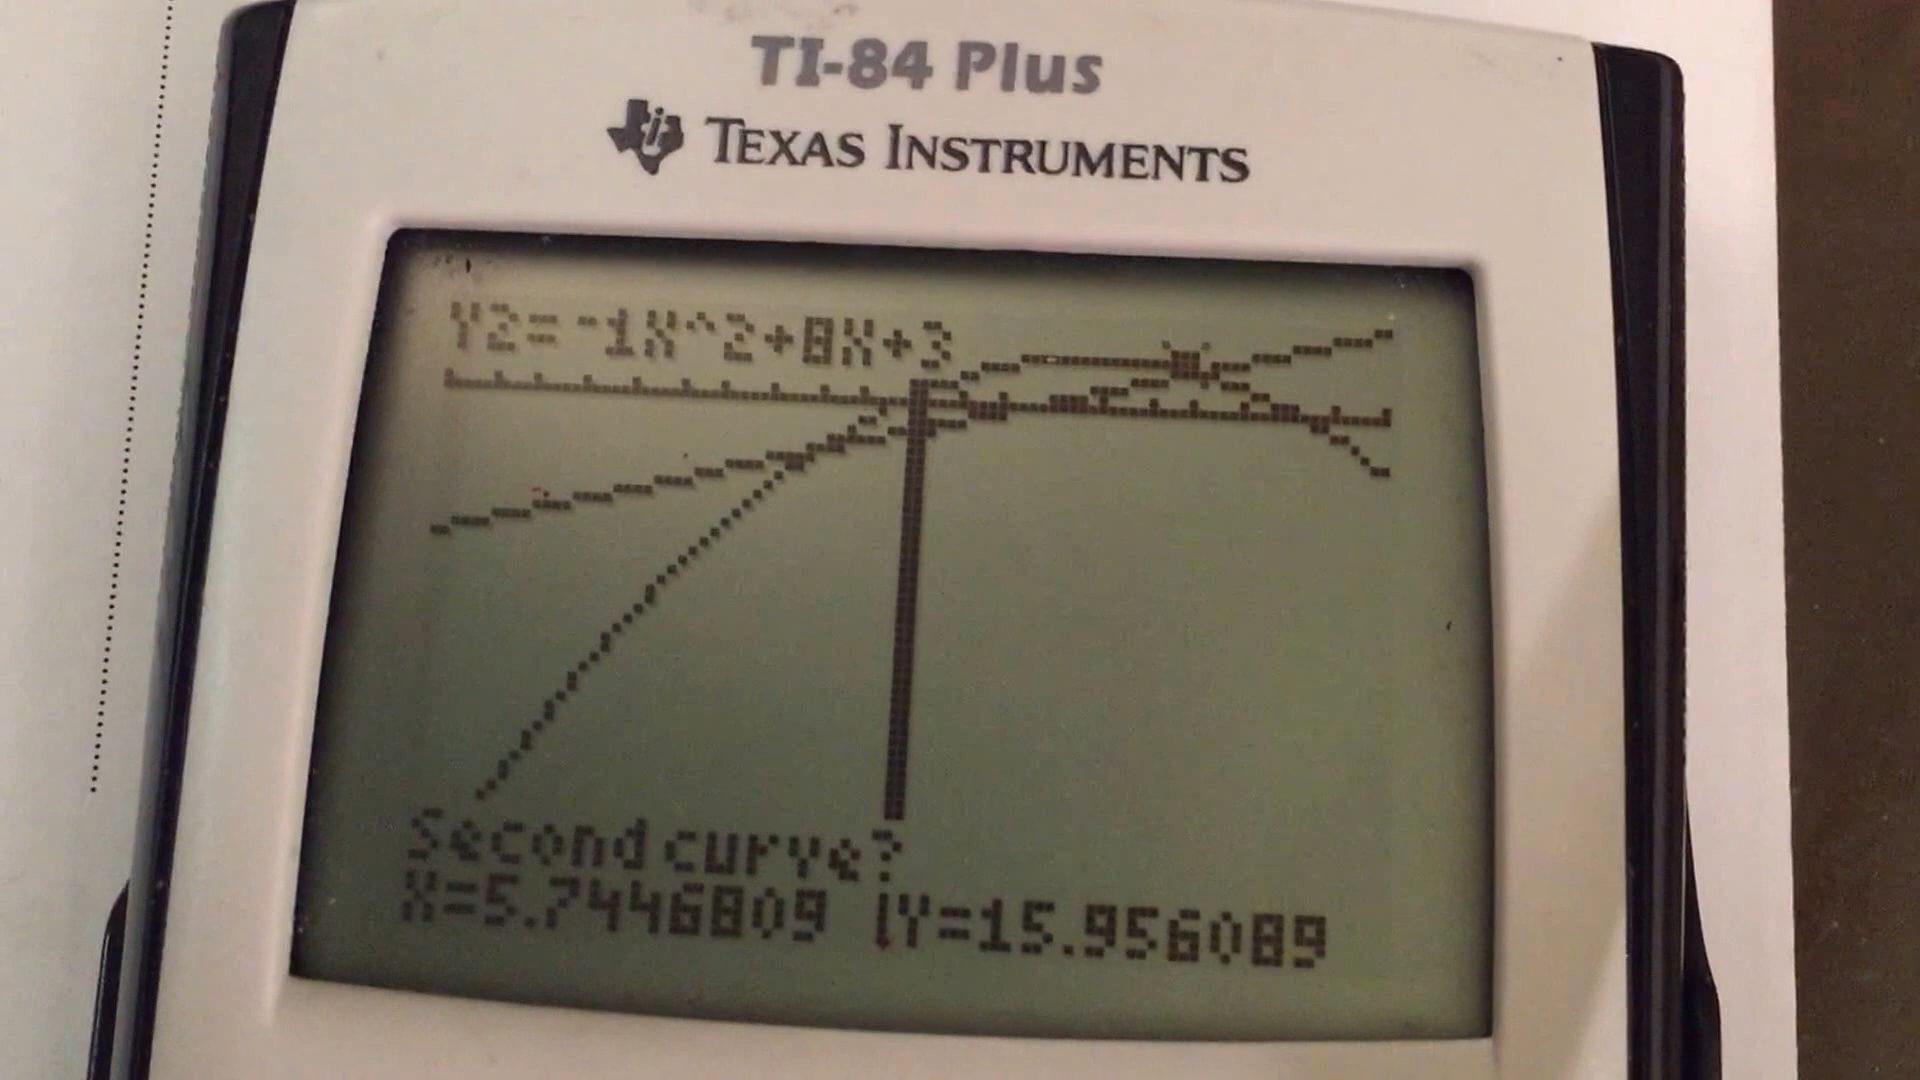 TI-84 Plus
TEXAS INSTRUMENTS
Y2=-1X^2+8X+3
Second curve?
X=5.7446809 Y=15.956089